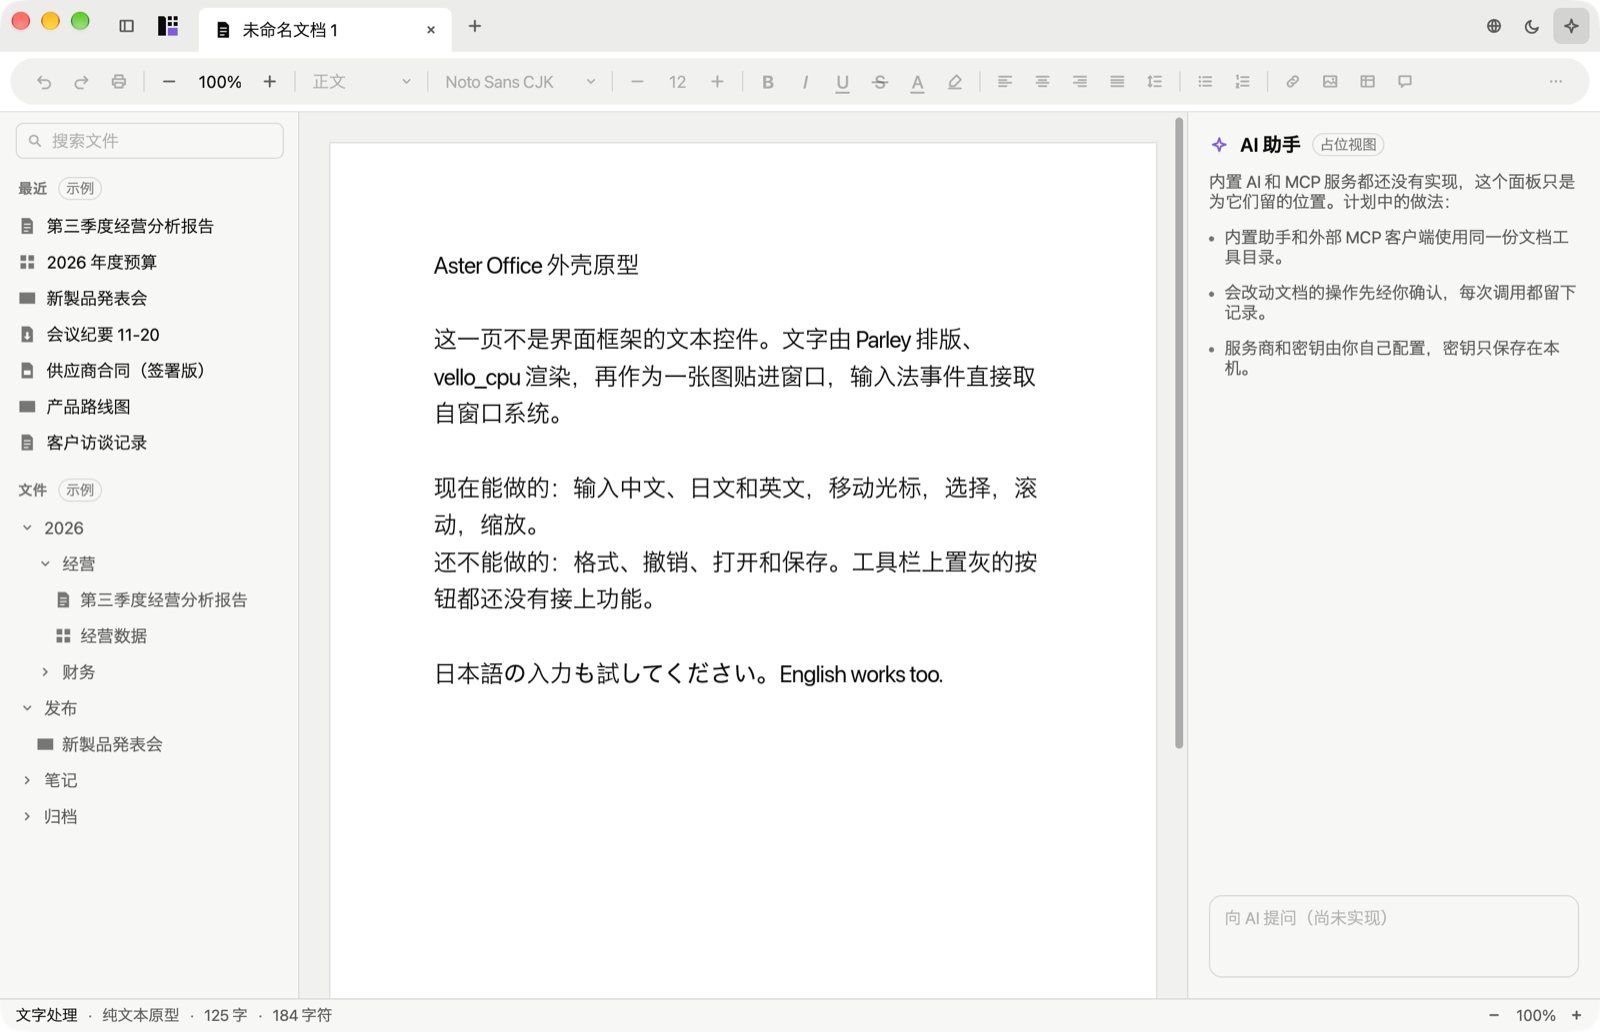 未命名文档 1
100%
正文
Noto Sans CJK
12
B
I
U
S
A
搜索文件
最近 示例
第三季度经营分析报告
2026 年度预算
新製品発表会
会议纪要 11-20
供应商合同（签署版）
产品路线图
客户访谈记录
文件 示例
2026
经营
第三季度经营分析报告
经营数据
财务
发布
新製品発表会
笔记
归档
Aster Office 外壳原型
这一页不是界面框架的文本控件。文字由 Parley 排版、
vello_cpu 渲染，再作为一张图贴进窗口，输入法事件直接取
自窗口系统。
现在能做的：输入中文、日文和英文，移动光标，选择，滚
动，缩放。
还不能做的：格式、撤销、打开和保存。工具栏上置灰的按
钮都还没有接上功能。
日本語の入力も試してください。English works too.
AI 助手 占位视图
内置 AI 和 MCP 服务都还没有实现，这个面板只是
为它们留的位置。计划中的做法：
• 内置助手和外部 MCP 客户端使用同一份文档工
具目录。
• 会改动文档的操作先经你确认，每次调用都留下
记录。
• 服务商和密钥由你自己配置，密钥只保存在本
机。
向 AI 提问（尚未实现）
文字处理 · 纯文本原型 · 125 字 · 184 字符
100%